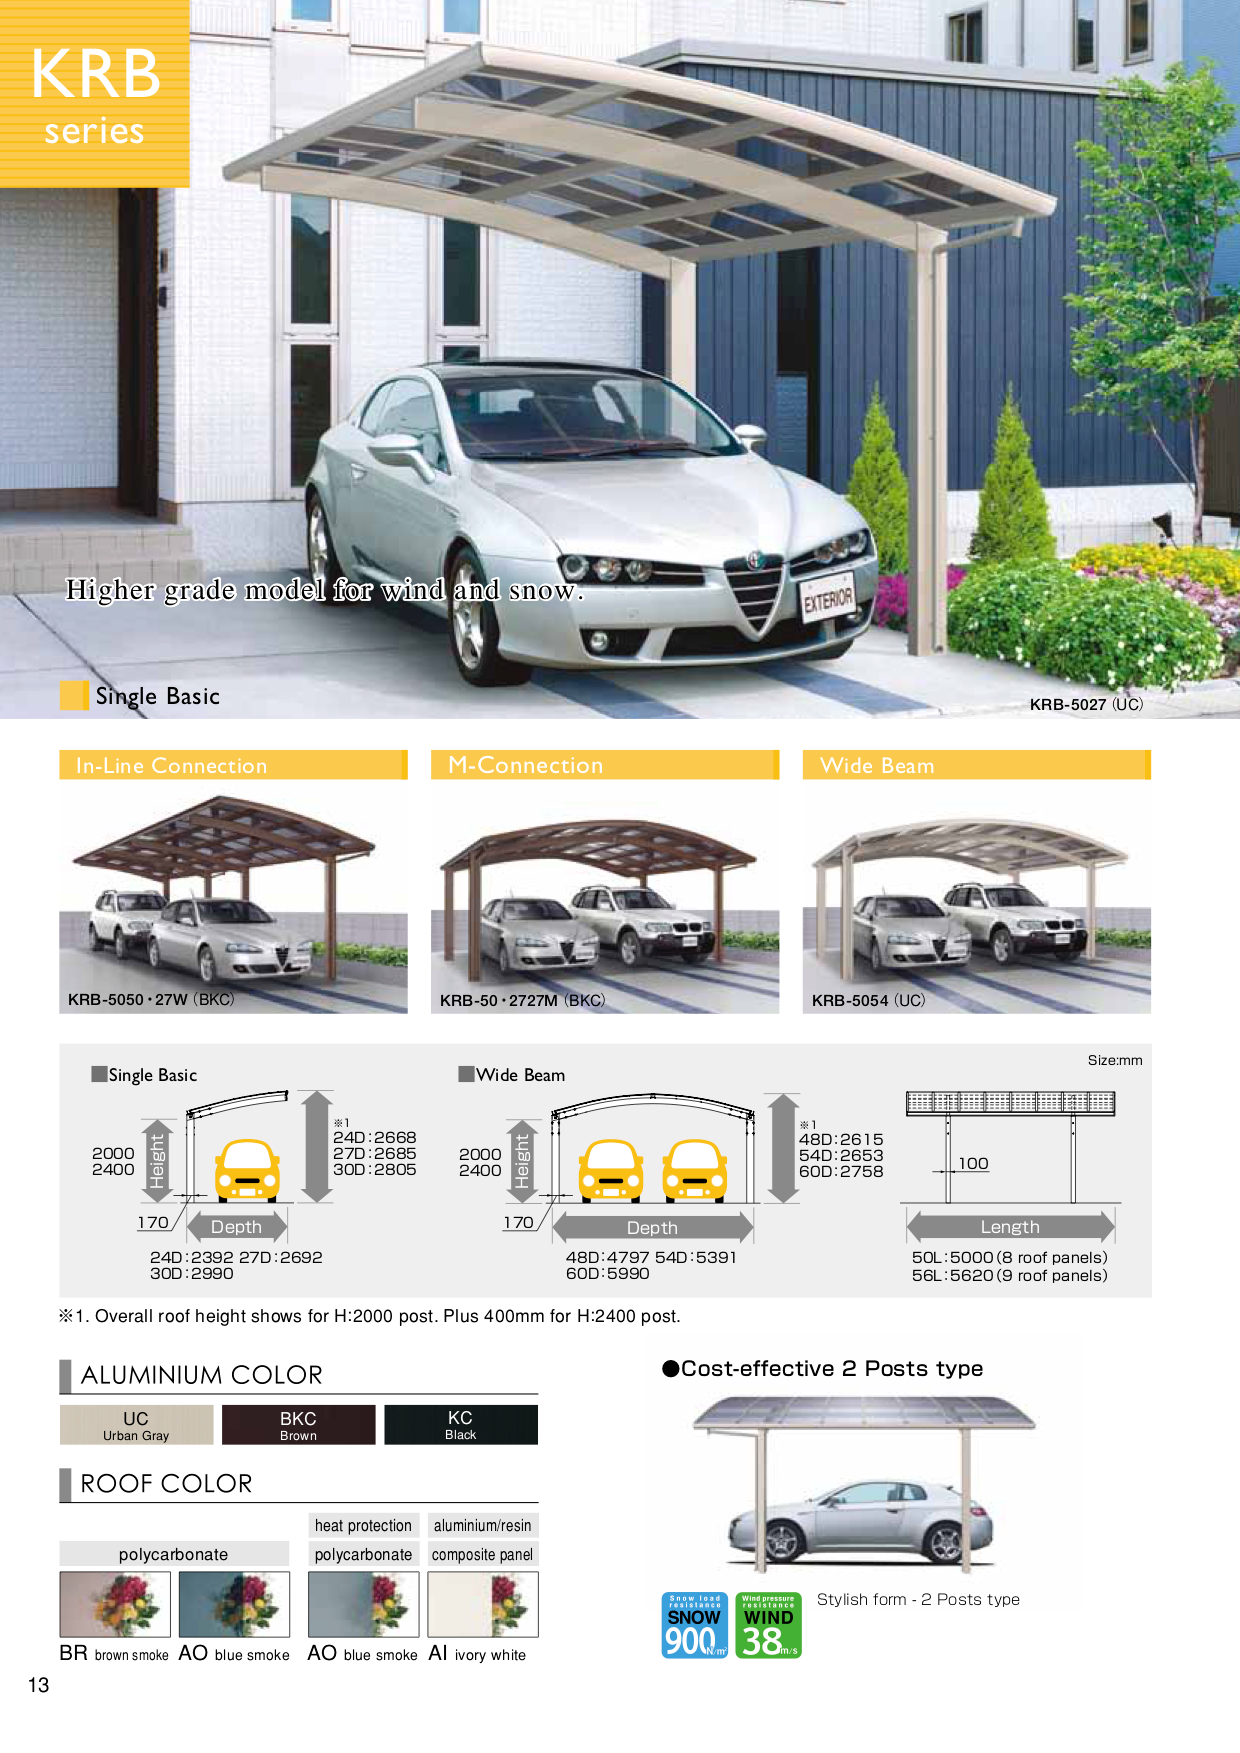 KRB
series
Higher grade model for wind and snow.
EXTERIOR
Single Basic
KRB-5027 (UC)
In-Line Connection
M-Connection
Wide Beam
KRB-5050・27W (BKC)
KRB-50・2727M (BKC)
KRB-5054 (UC)
Size:mm
■Single Basic
2000
2400
Height
※1
24D:2668
27D:2685
30D:2805
170
Depth
24D:2392 27D:2692
30D:2990
■Wide Beam
2000
2400
Height
※1
48D:2615
54D:2653
60D:2758
170
Depth
48D:4797 54D:5391
60D:5990
100
Length
50L:5000(8 roof panels)
56L:5620(9 roof panels)
※1. Overall roof height shows for H:2000 post. Plus 400mm for H:2400 post.
ALUMINIUM COLOR
UC
Urban Gray
BKC
Brown
KC
Black
ROOF COLOR
heat protection
aluminium/resin
polycarbonate
polycarbonate
composite panel
BR brown smoke
AO blue smoke
AO blue smoke
AI ivory white
●Cost-effective 2 Posts type
Snow load
resistance
SNOW
900N/m²
Wind pressure
resistance
WIND
38m/s
Stylish form - 2 Posts type
13